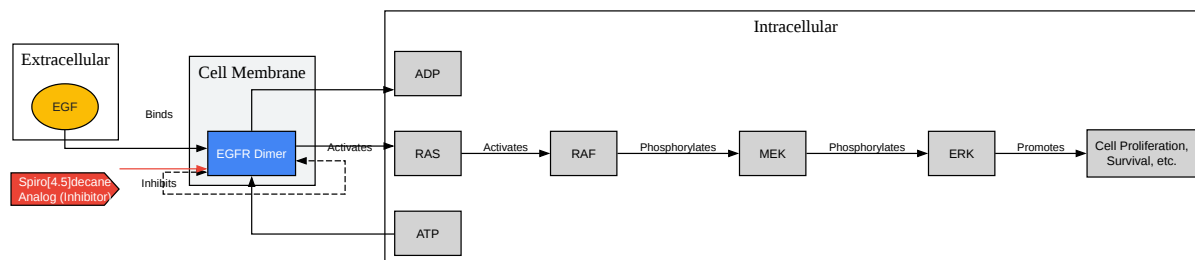 Intracellular
Extracellular
Cell Membrane
ADP
EGF
Binds
EGFR Dimer
Activates
RAS
Activates
RAF
Phosphorylates
MEK
Phosphorylates
ERK
Promotes
Cell Proliferation,
Survival, etc.
Spiro[4.5]decane
Analog (Inhibitor)
Inhibits
ATP